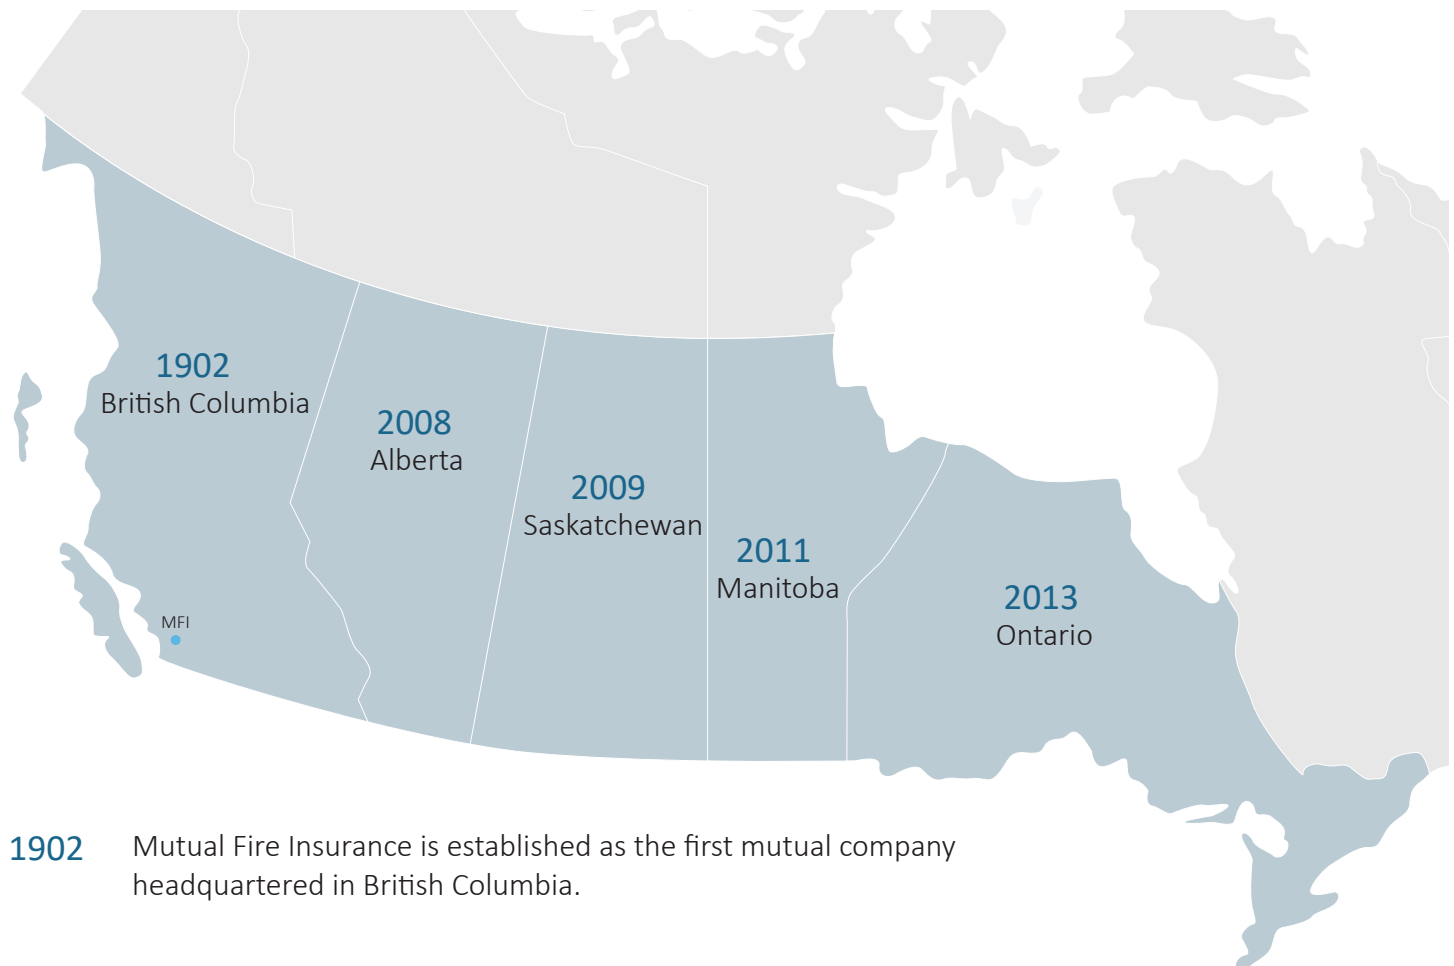 1902
British Columbia
2008
Alberta
2009
Saskatchewan
2011
Manitoba
2013
Ontario
MFI
1902 Mutual Fire Insurance is established as the first mutual company
headquartered in British Columbia.